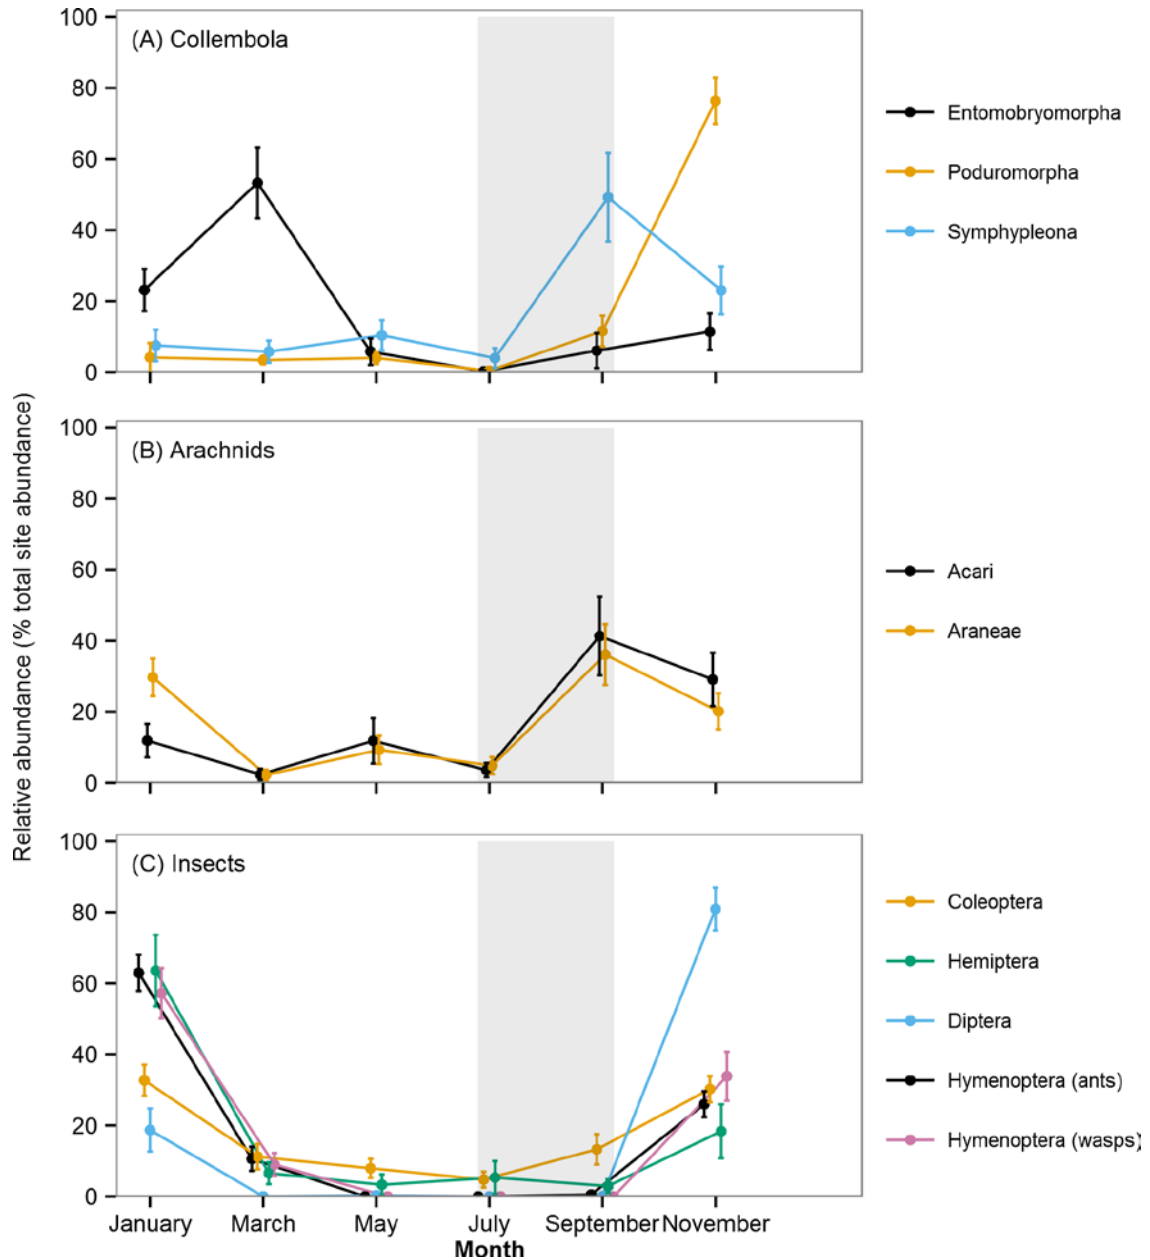 (A) Collembola
100
80
60
40
20
0
Entomobryomorpha
Poduromorpha
Symphypleona
Relative abundance (% total site abundance)
(B) Arachnids
100
80
60
40
20
0
Acari
Araneae
(C) Insects
100
80
60
40
20
0
Coleoptera
Hemiptera
Diptera
Hymenoptera (ants)
Hymenoptera (wasps)
January March May July September November
Month